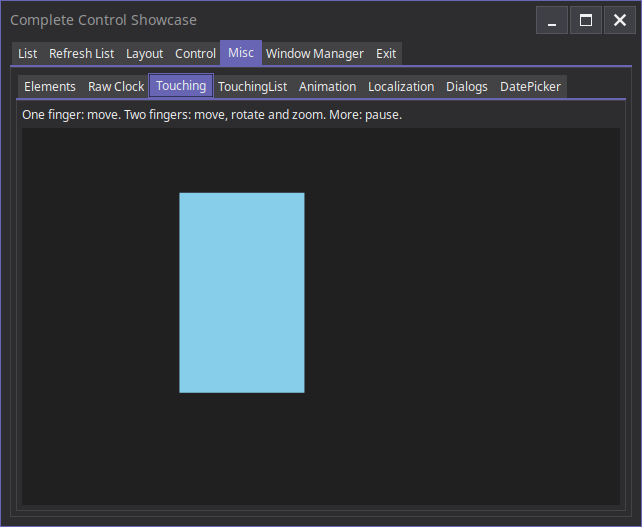 Complete Control Showcase
List Refresh List Layout Control Misc Window Manager Exit
Elements Raw Clock Touching TouchingList Animation Localization Dialogs DatePicker
One finger: move. Two fingers: move, rotate and zoom. More: pause.